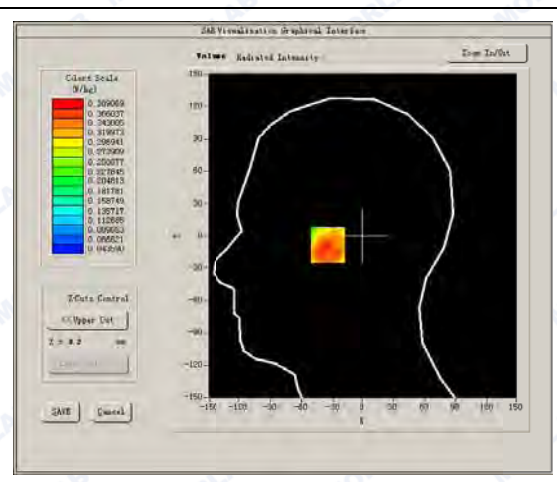 SAR Visualisation Graphical Interface
Volume Radiated Intensity
Zoom In/Out
Colors Scale
(W/kg)
0.389069
0.366037
0.343005
0.319973
0.296941
0.273909
0.250877
0.227845
0.204813
0.181781
0.158749
0.135717
0.112685
0.089653
0.066621
150
120
90
60
30
0
-30
-60
-90
-120
-150
Y
-150 -120 -90 -60 -30 0 30 60 90 120 150
X
Z-Cuts Control
<<Upper Cut
mm
SAVE
Cancel